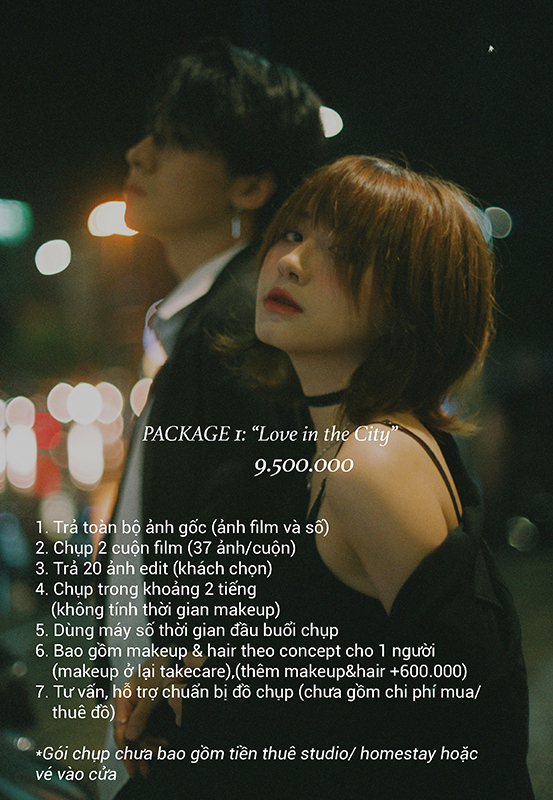 PACKAGE 1: “Love in the City”
9.500.000
1. Trả toàn bộ ảnh gốc (ảnh film và số)
2. Chụp 2 cuộn film (37 ảnh/cuộn)
3. Trả 20 ảnh edit (khách chọn)
4. Chụp trong khoảng 2 tiếng
(không tính thời gian makeup)
5. Dùng máy số thời gian đầu buổi chụp
6. Bao gồm makeup & hair theo concept cho 1 người
(makeup ở lại takecare),(thêm makeup&hair +600.000)
7. Tư vấn, hỗ trợ chuẩn bị đồ chụp (chưa gồm chi phí mua/
thuê đồ)
*Gói chụp chưa bao gồm tiền thuê studio/ homestay hoặc
vé vào cửa